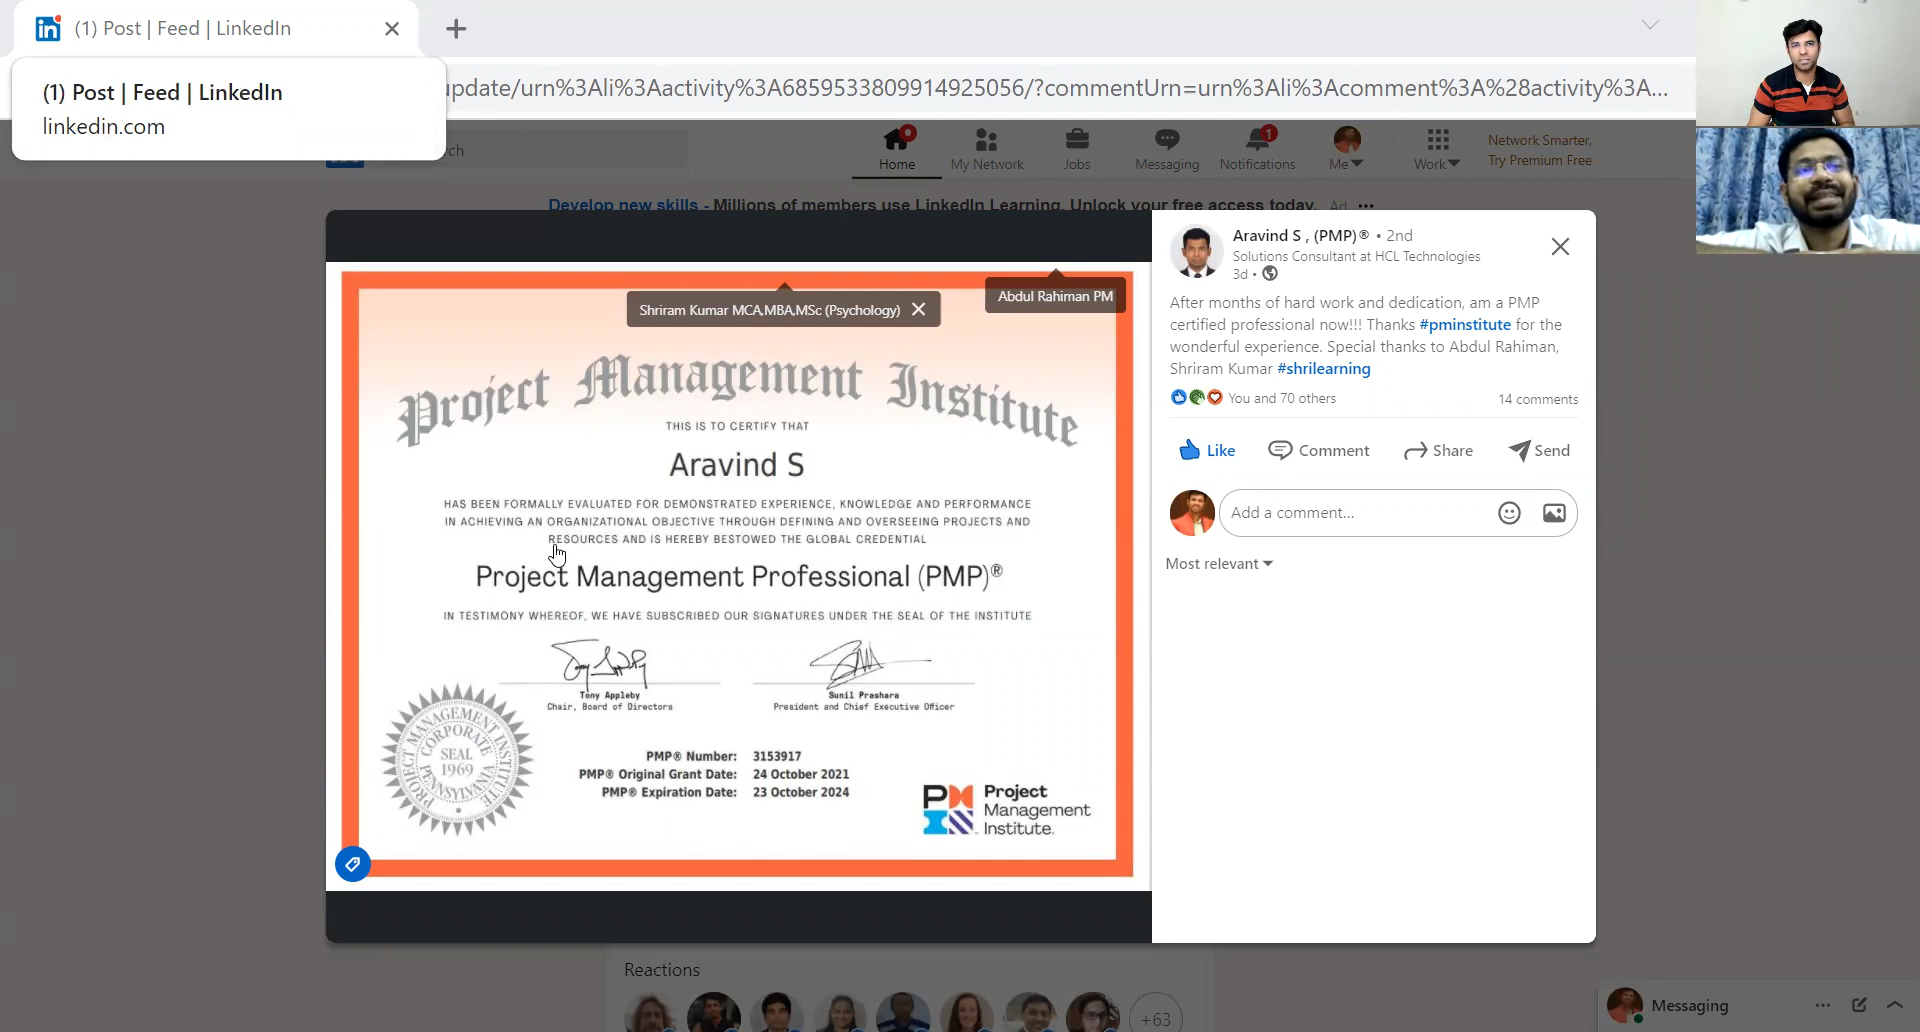 (1) Post | Feed | LinkedIn
(1) Post | Feed | LinkedIn
linkedin.com
update/urn%3Ali%3Aactivity%3A6859533809914925056/?commentUrn=urn%3Ali%3Acomment%3A%28activity%3A...
ch
Home
My Network
Jobs
Messaging
1
Notifications
Me
Work
Network Smarter,
Try Premium Free
Develop new skills - Millions of members use LinkedIn Learning. Unlock your free access today. Ad ...
Shriram Kumar MCA,MBA,MSc (Psychology)
Abdul Rahiman PM
Project Management Institute
THIS IS TO CERTIFY THAT
Aravind S
HAS BEEN FORMALLY EVALUATED FOR DEMONSTRATED EXPERIENCE, KNOWLEDGE AND PERFORMANCE
IN ACHIEVING AN ORGANIZATIONAL OBJECTIVE THROUGH DEFINING AND OVERSEEING PROJECTS AND
RESOURCES AND IS HEREBY BESTOWED THE GLOBAL CREDENTIAL
Project Management Professional (PMP)®
IN TESTIMONY WHEREOF, WE HAVE SUBSCRIBED OUR SIGNATURES UNDER THE SEAL OF THE INSTITUTE
Tony Appleby
Chair, Board of Directors
Sunil Prashara
President and Chief Executive Officer
PROJECT MANAGEMENT INSTITUTE
CORPORATE
SEAL
1969
PENNSYLVANIA
PMP® Number: 3153917
PMP® Original Grant Date: 24 October 2021
PMP® Expiration Date: 23 October 2024
Project
Management
Institute.
Aravind S , (PMP)® • 2nd
Solutions Consultant at HCL Technologies
3d •
After months of hard work and dedication, am a PMP
certified professional now!!! Thanks #pminstitute for the
wonderful experience. Special thanks to Abdul Rahiman,
Shriram Kumar #shrilearning
You and 70 others
14 comments
Like
Comment
Share
Send
Add a comment...
Most relevant
Reactions
+63
Messaging